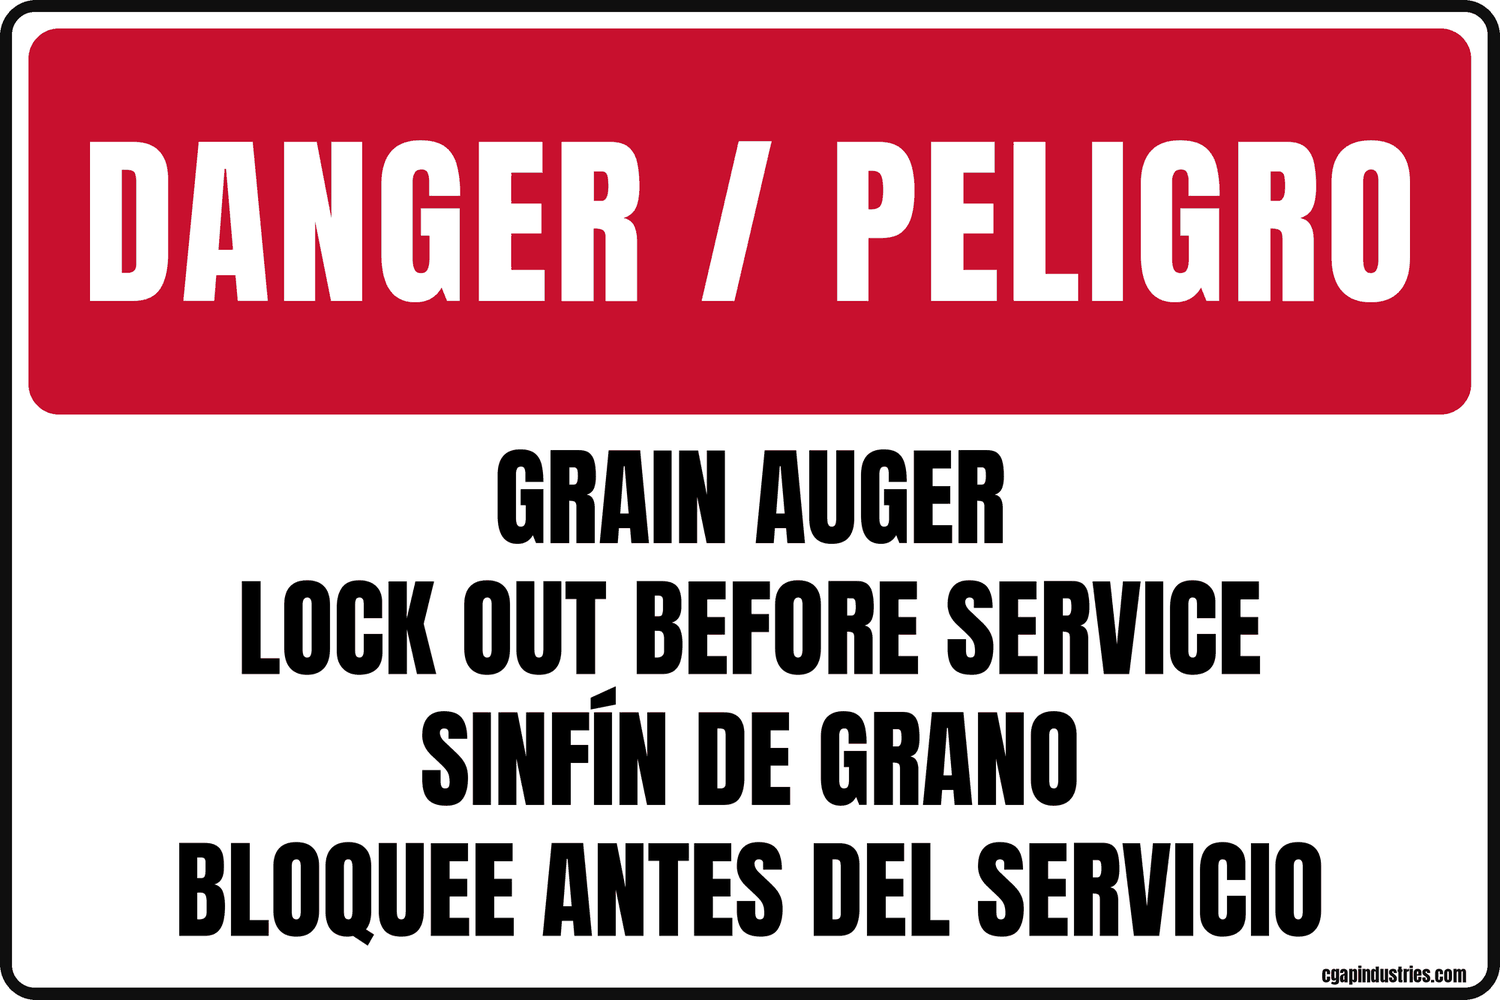 DANGER / PELIGRO
GRAIN AUGER
LOCK OUT BEFORE SERVICE
SINFÍN DE GRANO
BLOQUEE ANTES DEL SERVICIO
cgapindustries.com